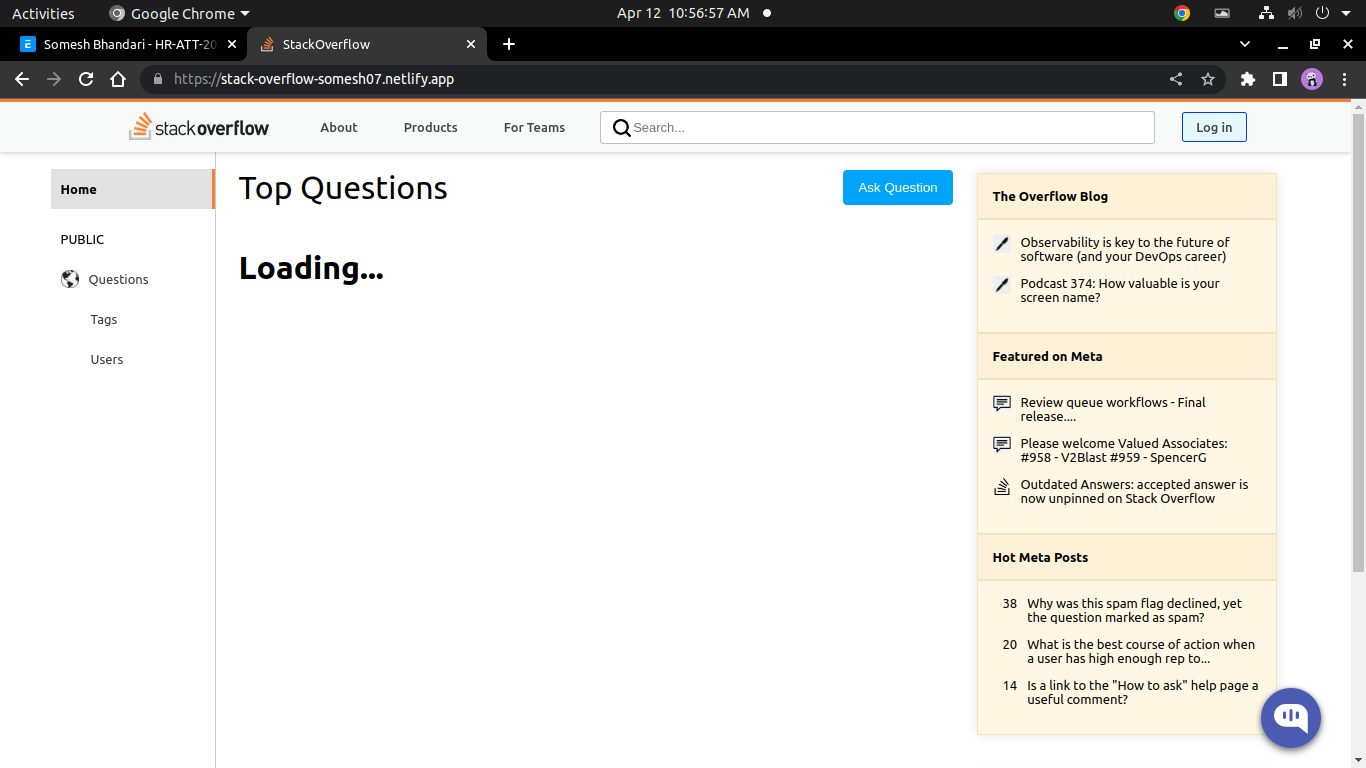 Activities
Google Chrome
Apr 12 10:56:57 AM
Somesh Bhandari - HR-ATT-20
StackOverflow
https://stack-overflow-somesh07.netlify.app
stackoverflow
About
Products
For Teams
Search...
Log in
Home
PUBLIC
Questions
Tags
Users
Top Questions
Ask Question
Loading...
The Overflow Blog
Observability is key to the future of
software (and your DevOps career)
Podcast 374: How valuable is your
screen name?
Featured on Meta
Review queue workflows - Final
release....
Please welcome Valued Associates:
#958 - V2Blast #959 - SpencerG
Outdated Answers: accepted answer is
now unpinned on Stack Overflow
Hot Meta Posts
38 Why was this spam flag declined, yet
the question marked as spam?
20 What is the best course of action when
a user has high enough rep to...
14 Is a link to the "How to ask" help page a
useful comment?